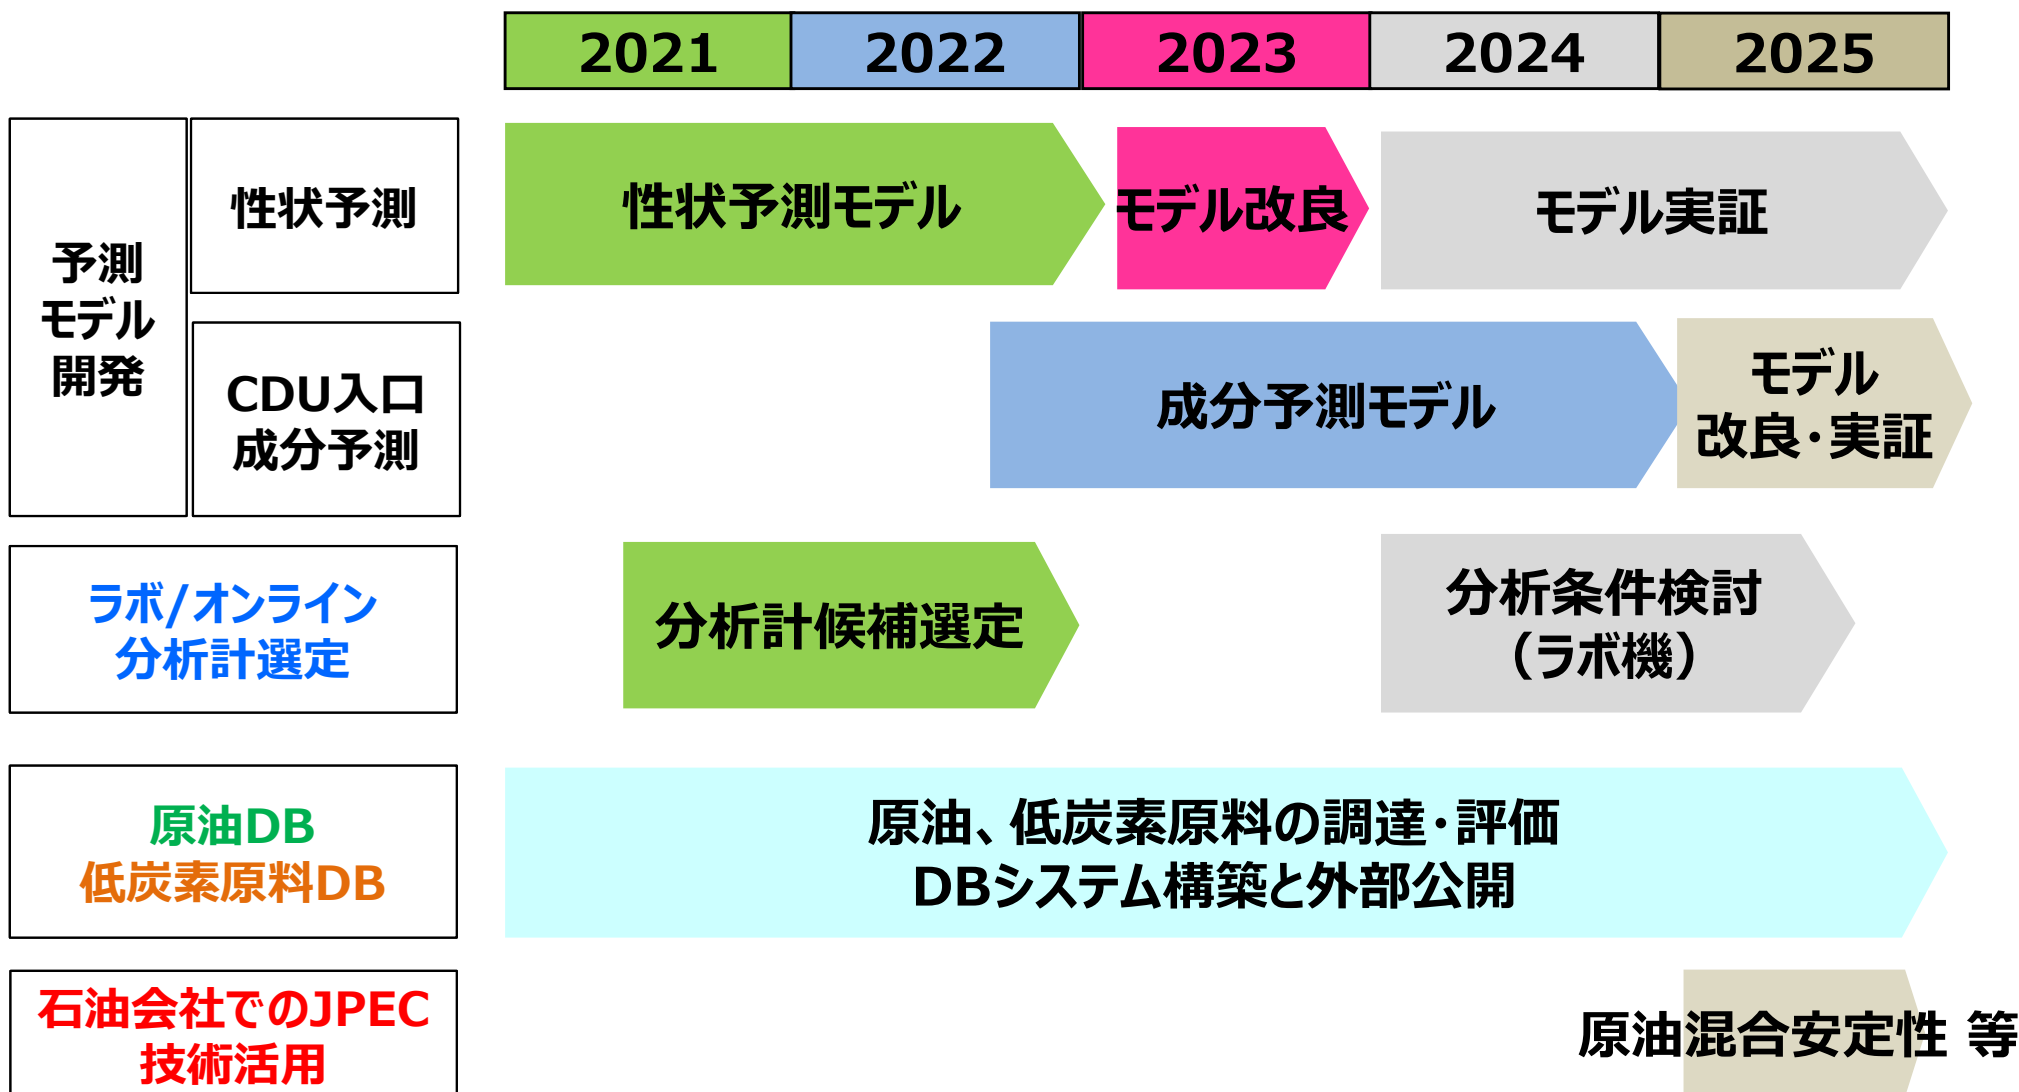 2021 2022 2023 2024 2025
予測
モデル
開発
性状予測
性状予測モデル
モデル改良
モデル実証
CDU入口
成分予測
成分予測モデル
モデル
改良・実証
ラボ/オンライン
分析計選定
分析計候補選定
分析条件検討
（ラボ機）
原油DB
低炭素原料DB
原油、低炭素原料の調達・評価
DBシステム構築と外部公開
石油会社でのJPEC
技術活用
原油混合安定性 等